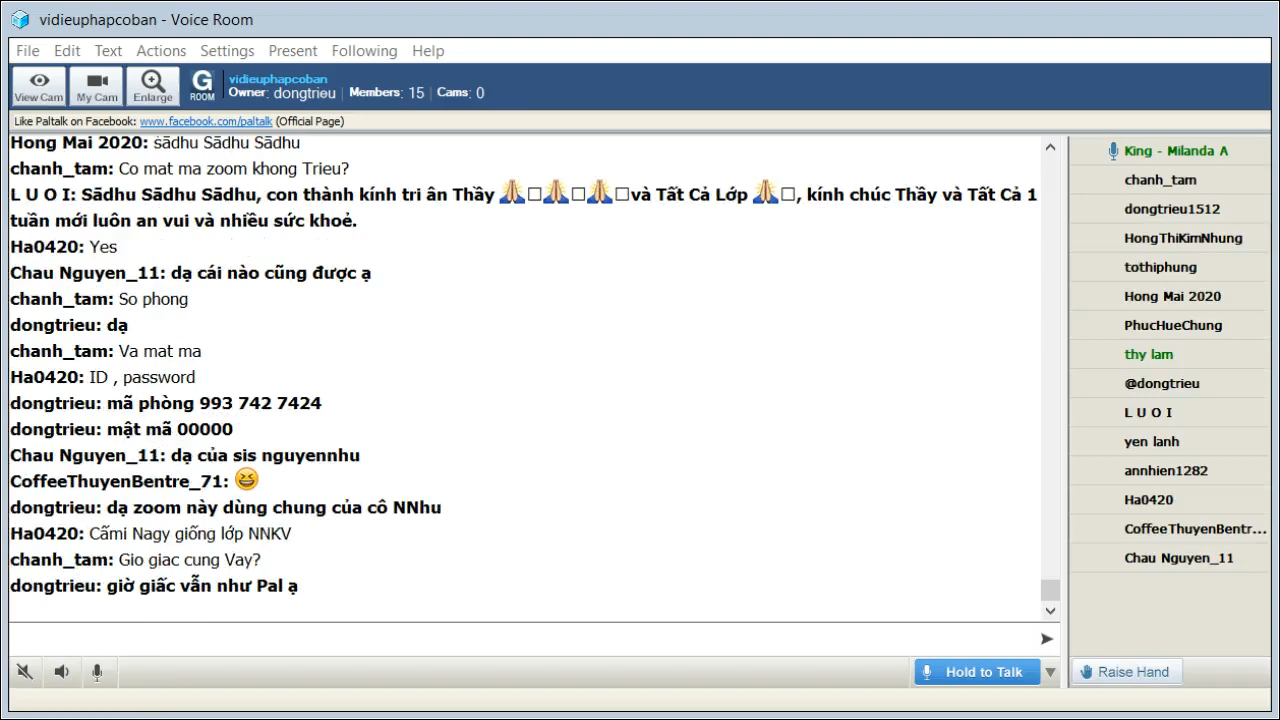 vidieuphapcoban - Voice Room
File Edit Text Actions Settings Present Following Help
View Cam My Cam Enlarge G ROOM
vidieuphapcoban
Owner: dongtrieu | Members: 15 | Cams: 0
Like Paltalk on Facebook: www.facebook.com/paltalk (Official Page)
Hong Mai 2020: sādhu Sādhu Sādhu
chanh_tam: Co mat ma zoom khong Trieu?
L U O I: Sādhu Sādhu Sādhu, con thành kính tri ân Thầy 🙏□🙏□🙏□và Tất Cả Lớp 🙏□, kính chúc Thầy và Tất Cả 1
tuần mới luôn an vui và nhiều sức khoẻ.
Ha0420: Yes
Chau Nguyen_11: dạ cái nào cũng được ạ
chanh_tam: So phong
dongtrieu: dạ
chanh_tam: Va mat ma
Ha0420: ID , password
dongtrieu: mã phòng 993 742 7424
dongtrieu: mật mã 00000
Chau Nguyen_11: dạ của sis nguyennhu
CoffeeThuyenBentre_71: 😆
dongtrieu: dạ zoom này dùng chung của cô NNhu
Ha0420: Cấmi Nagy giống lớp NNKV
chanh_tam: Gio giac cung Vay?
dongtrieu: giờ giấc vẫn như Pal ạ
King - Milanda A
chanh_tam
dongtrieu1512
HongThiKimNhung
tothiphung
Hong Mai 2020
PhucHueChung
thy lam
@dongtrieu
L U O I
yen lanh
annhien1282
Ha0420
CoffeeThuyenBentr...
Chau Nguyen_11
Hold to Talk
Raise Hand